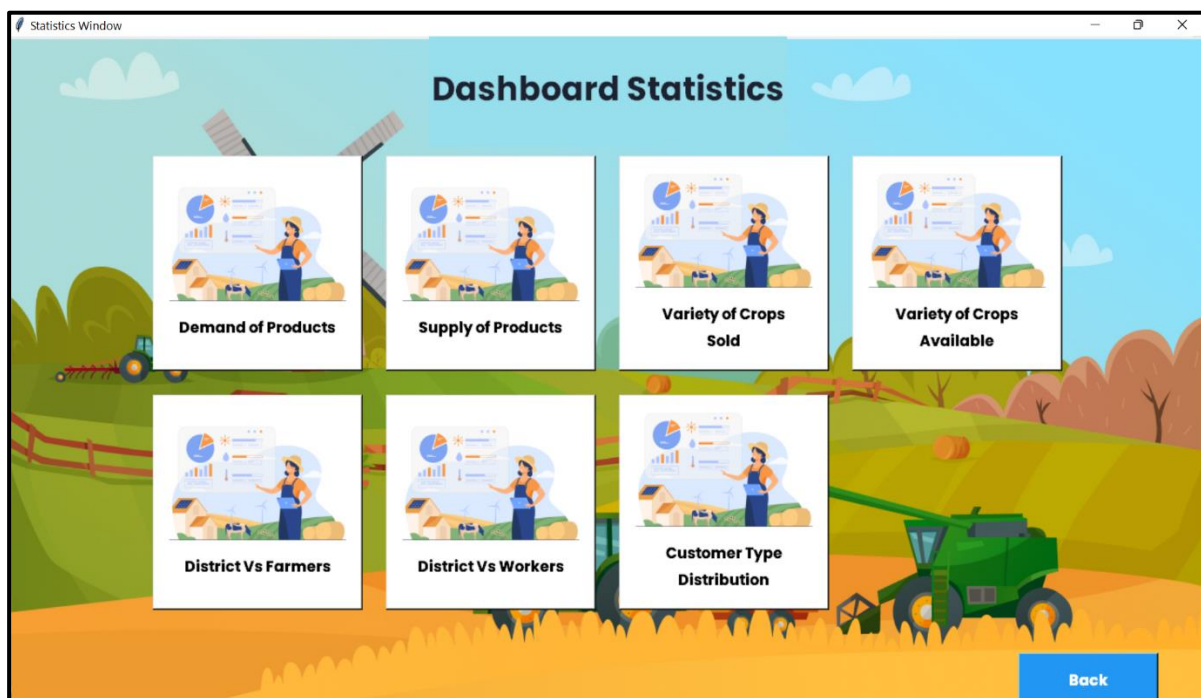 Statistics Window
Dashboard Statistics
Demand of Products
Supply of Products
Variety of Crops
Sold
Variety of Crops
Available
District Vs Farmers
District Vs Workers
Customer Type
Distribution
Back